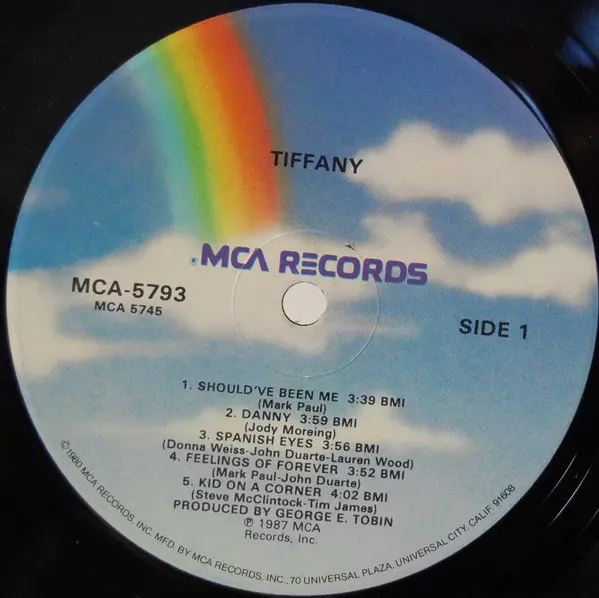 TIFFANY
MCA RECORDS
MCA-5793
MCA 5745
SIDE 1
1. SHOULD'VE BEEN ME 3:39 BMI
(Mark Paul)
2. DANNY 3:59 BMI
(Jody Moreing)
3. SPANISH EYES 3:56 BMI
(Donna Weiss-John Duarte-Lauren Wood)
4. FEELINGS OF FOREVER 3:52 BMI
(Mark Paul-John Duarte)
5. KID ON A CORNER 4:02 BMI
(Steve McClintock-Tim James)
PRODUCED BY GEORGE E. TOBIN
℗ 1987 MCA
Records, Inc.
©1980 MCA RECORDS, INC. MFD. BY MCA RECORDS, INC., 70 UNIVERSAL PLAZA, UNIVERSAL CITY, CALIF. 91608